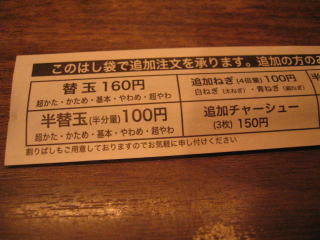 このはし袋で追加注文を承ります。追加の方のみ
替玉 160円
超かた・かため・基本・やわめ・超やわ
追加ねぎ(4倍量)100円
白ねぎ(太ねぎ)・青ねぎ(細ねぎ)
半替玉(半分量)100円
超かた・かため・基本・やわめ・超やわ
追加チャーシュー
(3枚) 150円
割りばしもご用意しておりますのでお気軽に申し付けください